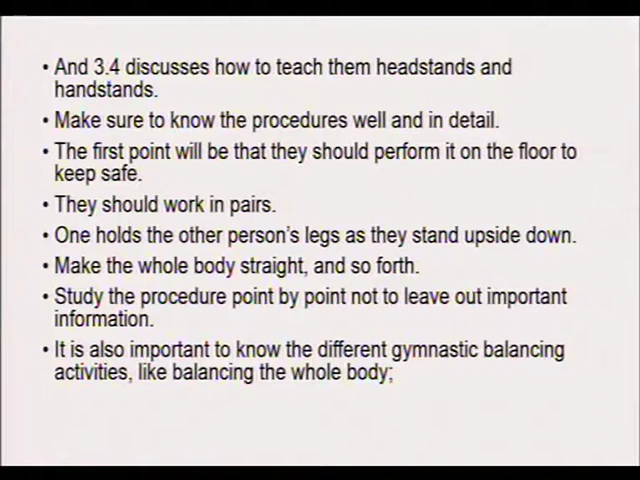 • And 3.4 discusses how to teach them headstands and
handstands.
• Make sure to know the procedures well and in detail.
• The first point will be that they should perform it on the floor to
keep safe.
• They should work in pairs.
• One holds the other person's legs as they stand upside down.
• Make the whole body straight, and so forth.
• Study the procedure point by point not to leave out important
information.
• It is also important to know the different gymnastic balancing
activities, like balancing the whole body;